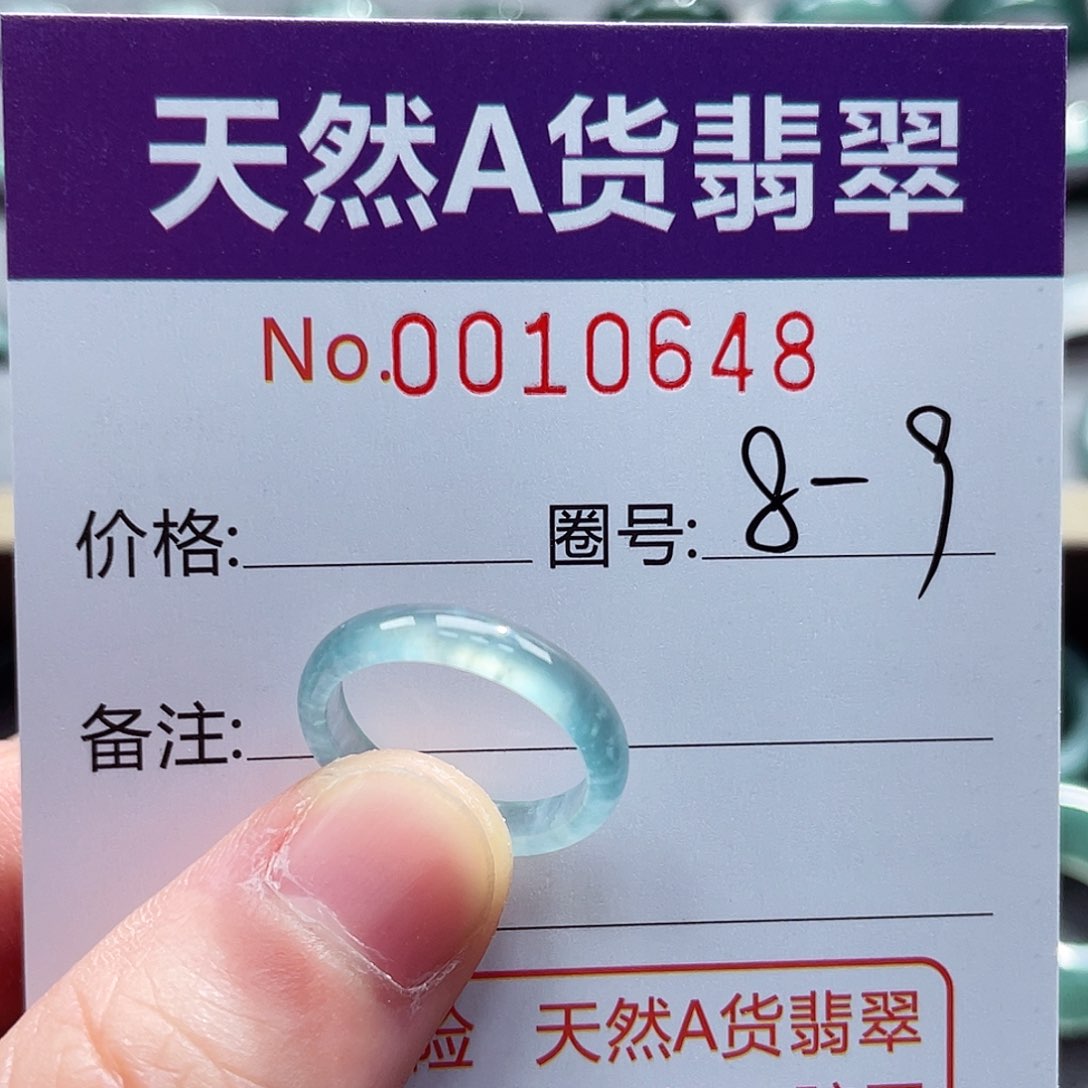 天然A货翡翠
No.0010648
价格: 圈号: 8-9
备注:
验 天然A货翡翠